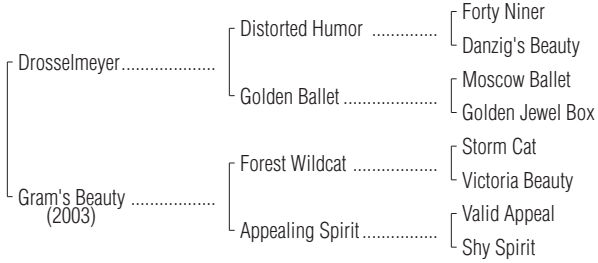 Forty Niner
Distorted Humor ..............
Danzig's Beauty
Drosselmeyer....................
Moscow Ballet
Golden Ballet ....................
Golden Jewel Box
Storm Cat
Forest Wildcat ..................
Victoria Beauty
Gram's Beauty ..................
(2003)
Valid Appeal
Appealing Spirit................
Shy Spirit